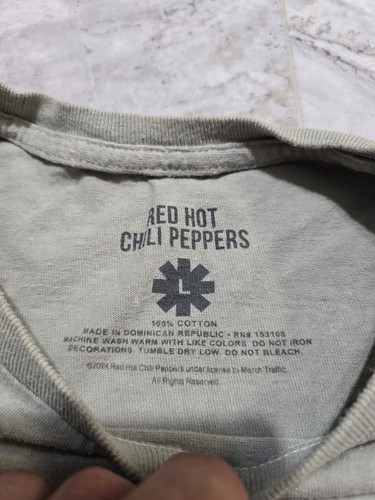 RED HOT
CHILI PEPPERS
L
100% COTTON
MADE IN DOMINICAN REPUBLIC • RN# 153105
MACHINE WASH WARM WITH LIKE COLORS. DO NOT IRON
DECORATIONS. TUMBLE DRY LOW. DO NOT BLEACH.
©2024 Red Hot Chili Peppers under license to Merch Traffic.
All Rights Reserved.